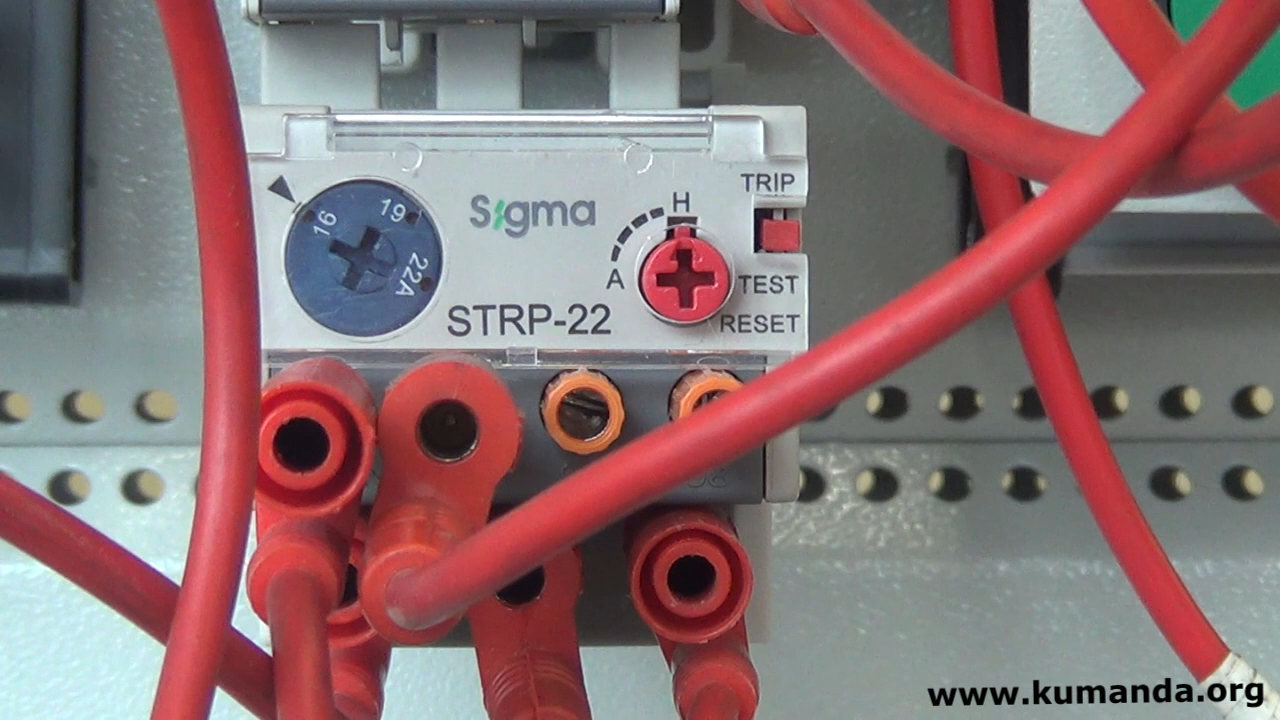 TRIP
16
19
22A
Sigma
H
A
TEST
STRP-22
RESET
www.kumanda.org